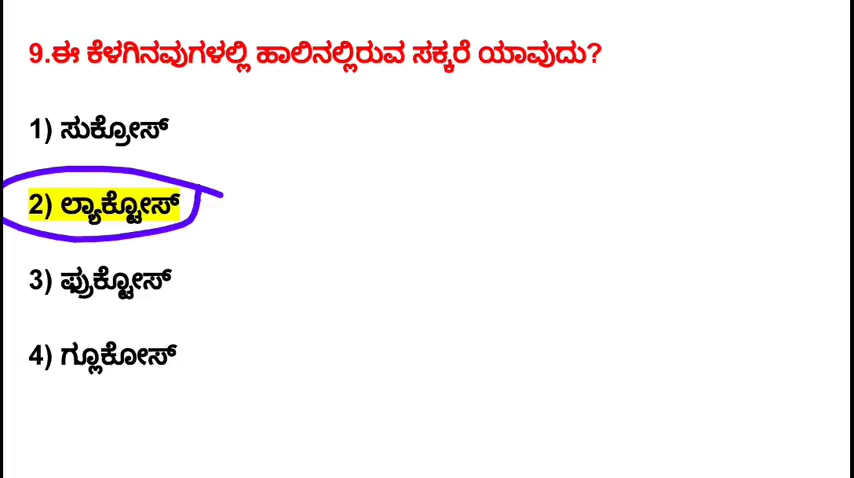 9.ಈ ಕೆಳಗಿನವುಗಳಲ್ಲಿ ಹಾಲಿನಲ್ಲಿರುವ ಸಕ್ಕರೆ ಯಾವುದು?
1) ಸುಕ್ರೋಸ್
2) ಲ್ಯಾಕ್ಟೋಸ್
3) ಫ್ರುಕ್ಟೋಸ್
4) ಗ್ಲೂಕೋಸ್